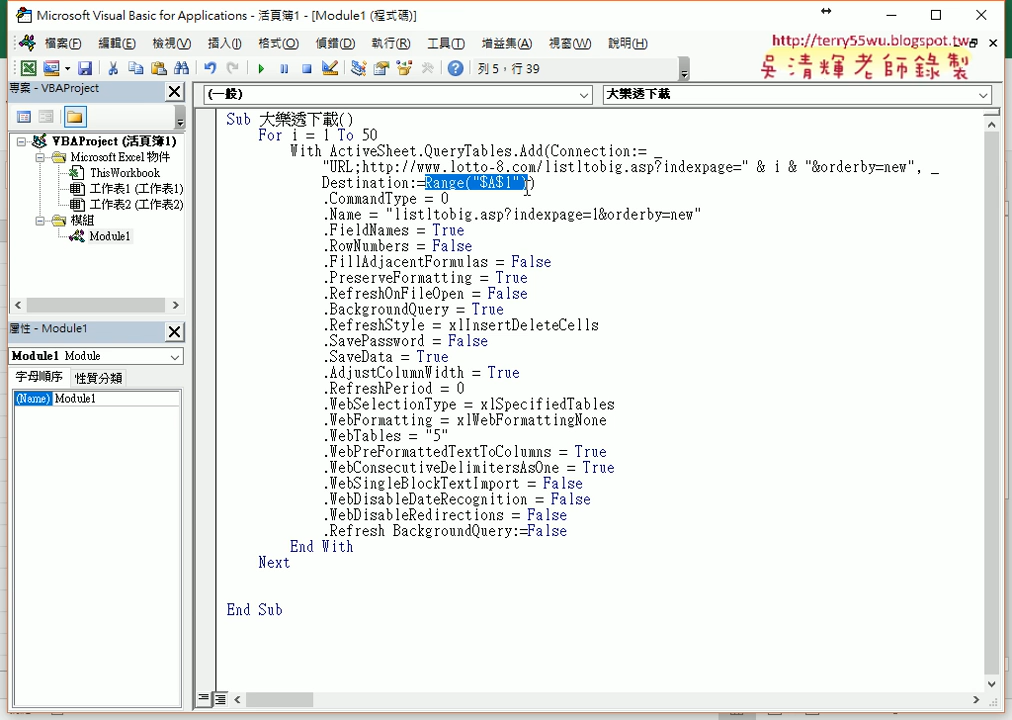 Microsoft Visual Basic for Applications - 活頁簿1 - [Module1 (程式碼)]
檔案(F) 編輯(E) 檢視(V) 插入(I) 格式(O) 偵錯(D) 執行(R) 工具(T) 增益集(A) 視窗(W) 說明(H)
http://terry55wu.blogspot.tw
吳清輝老師錄製
列 5，行 39
專案 - VBAProject
VBAProject (活頁簿1)
Microsoft Excel 物件
ThisWorkbook
工作表1 (工作表1)
工作表2 (工作表2)
模組
Module1
屬性 - Module1
Module1 Module
字母順序 性質分類
(Name) Module1
(一般) 大樂透下載
Sub 大樂透下載()
For i = 1 To 50
With ActiveSheet.QueryTables.Add(Connection:= _
"URL;http://www.lotto-8.com/listltobig.asp?indexpage=" & i & "&orderby=new", _
Destination:=Range("$A$1"))
.CommandType = 0
.Name = "listltobig.asp?indexpage=1&orderby=new"
.FieldNames = True
.RowNumbers = False
.FillAdjacentFormulas = False
.PreserveFormatting = True
.RefreshOnFileOpen = False
.BackgroundQuery = True
.RefreshStyle = xlInsertDeleteCells
.SavePassword = False
.SaveData = True
.AdjustColumnWidth = True
.RefreshPeriod = 0
.WebSelectionType = xlSpecifiedTables
.WebFormatting = xlWebFormattingNone
.WebTables = "5"
.WebPreFormattedTextToColumns = True
.WebConsecutiveDelimitersAsOne = True
.WebSingleBlockTextImport = False
.WebDisableDateRecognition = False
.WebDisableRedirections = False
.Refresh BackgroundQuery:=False
End With
Next
End Sub